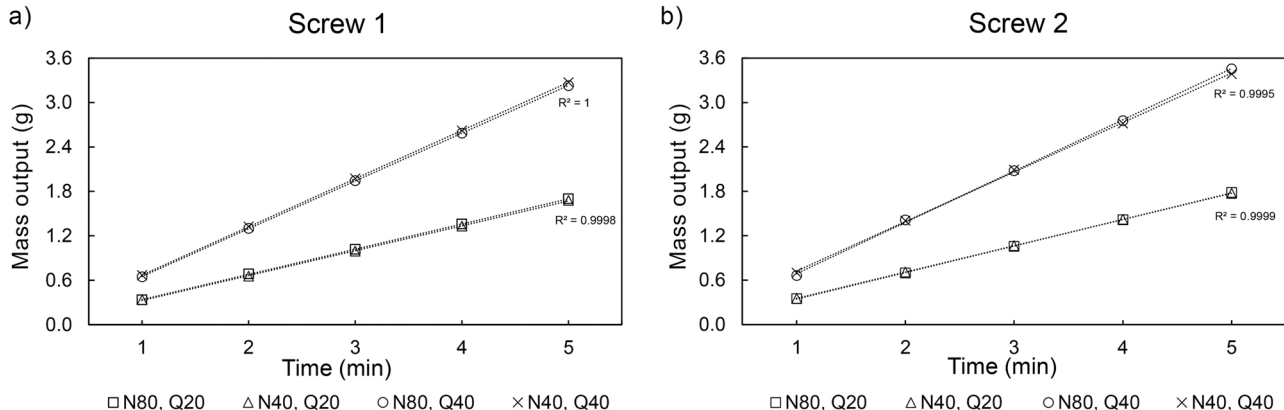 a)
Screw 1
Mass output (g)
3.6
3.0
2.4
1.8
1.2
0.6
0.0
R² = 1
R² = 0.9998
1 2 3 4 5
Time (min)
N80, Q20 N40, Q20 N80, Q40 N40, Q40
b)
Screw 2
Mass output (g)
3.6
3.0
2.4
1.8
1.2
0.6
0.0
R² = 0.9995
R² = 0.9999
1 2 3 4 5
Time (min)
N80, Q20 N40, Q20 N80, Q40 N40, Q40